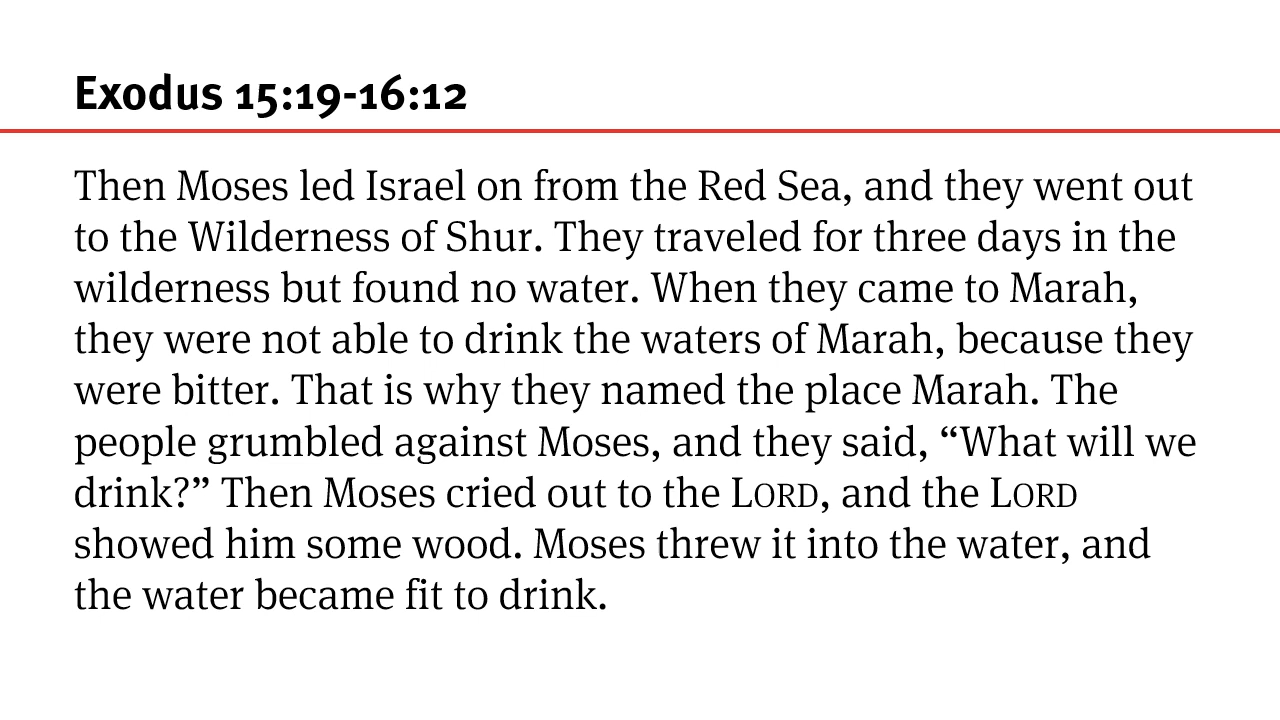 Exodus 15:19-16:12
Then Moses led Israel on from the Red Sea, and they went out
to the Wilderness of Shur. They traveled for three days in the
wilderness but found no water. When they came to Marah,
they were not able to drink the waters of Marah, because they
were bitter. That is why they named the place Marah. The
people grumbled against Moses, and they said, “What will we
drink?” Then Moses cried out to the LORD, and the LORD
showed him some wood. Moses threw it into the water, and
the water became fit to drink.